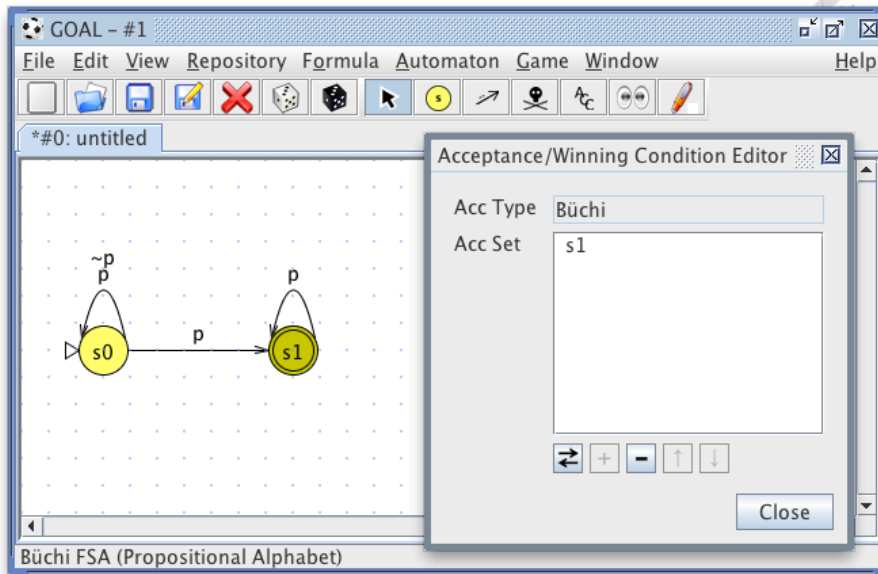 GOAL – #1
File Edit View Repository Formula Automaton Game Window Help
s
Acc
*#0: untitled
Acceptance/Winning Condition Editor
Acc Type Büchi
Acc Set s1
~p
p
p
p
s0
s1
Close
Büchi FSA (Propositional Alphabet)